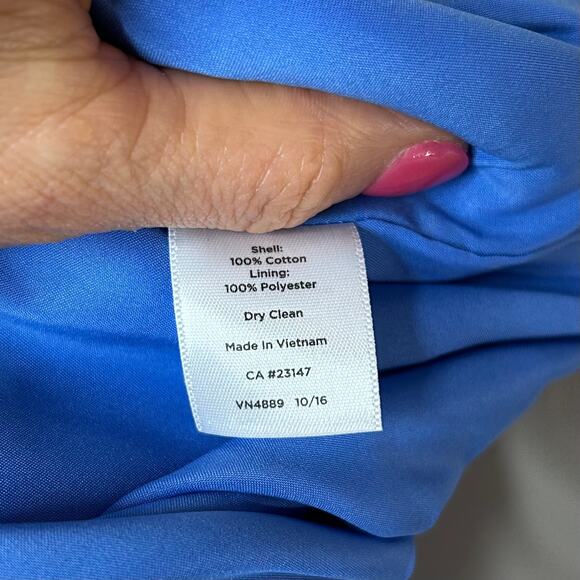 Shell:
100% Cotton
Lining:
100% Polyester
Dry Clean
Made In Vietnam
CA #23147
VN4889 10/16